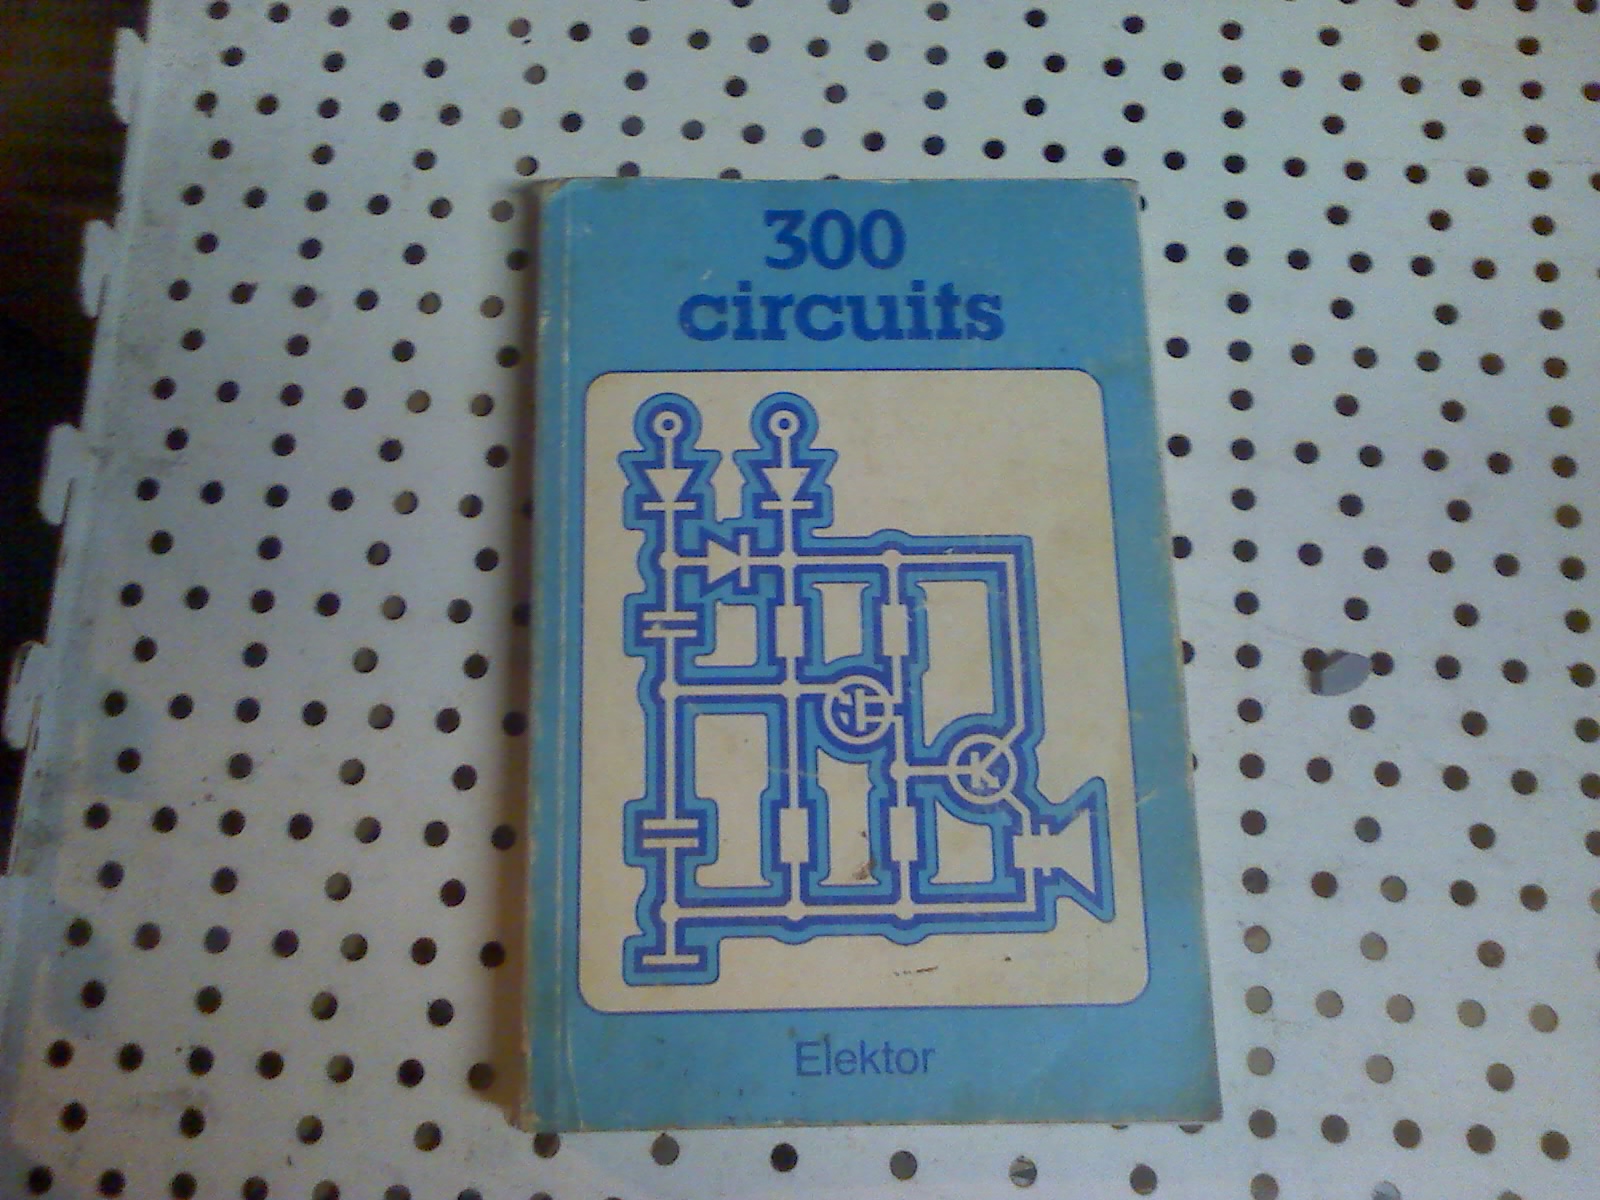 300
circuits
K
Elektor